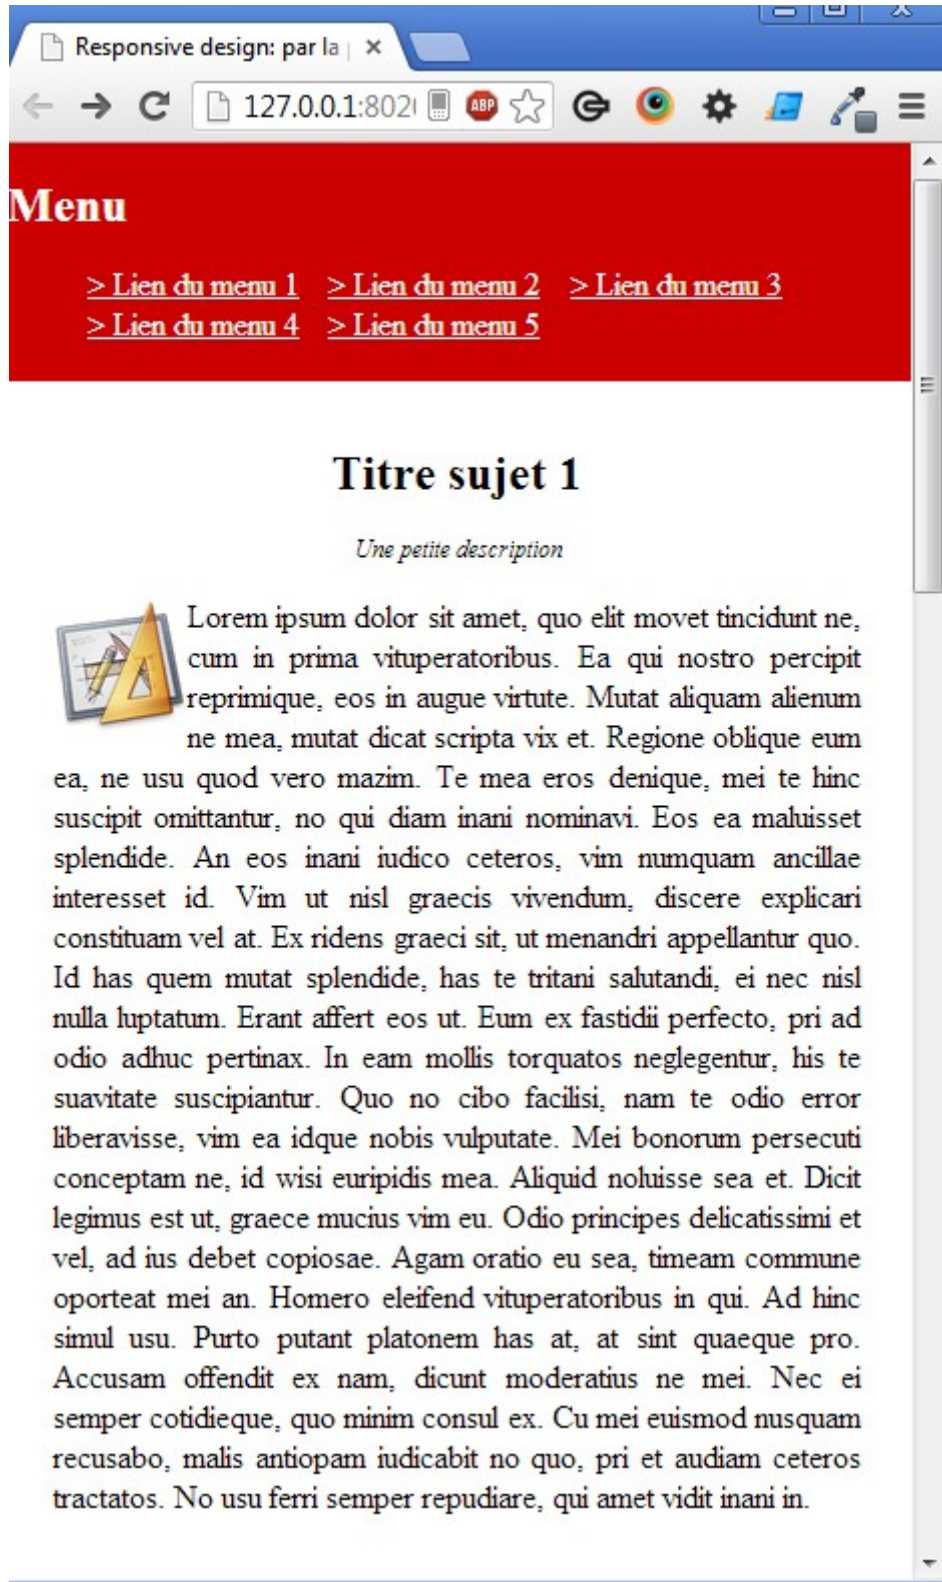 Responsive design: par la
127.0.0.1:802
ABP
Menu
> Lien du menu 1 > Lien du menu 2 > Lien du menu 3
> Lien du menu 4 > Lien du menu 5
Titre sujet 1
Une petite description
Lorem ipsum dolor sit amet, quo elit movet tincidunt ne,
cum in prima vituperatoribus. Ea qui nostro percipit
reprimique, eos in augue virtute. Mutat aliquam alienum
ne mea, mutat dicat scripta vix et. Regione oblique eum
ea, ne usu quod vero mazim. Te mea eros denique, mei te hinc
suscipit omittantur, no qui diam inani nominavi. Eos ea maluisset
splendide. An eos inani iudico ceteros, vim numquam ancillae
interesset id. Vim ut nisl graecis vivendum, discere explicari
constituam vel at. Ex ridens graeci sit, ut menandri appellantur quo.
Id has quem mutat splendide, has te tritani salutandi, ei nec nisl
nulla luptatum. Erant affert eos ut. Eum ex fastidii perfecto, pri ad
odio adhuc pertinax. In eam mollis torquatos neglegentur, his te
suavitate suscipiantur. Quo no cibo facilisi, nam te odio error
liberavisse, vim ea idque nobis vulputate. Mei bonorum persecuti
conceptam ne, id wisi euripidis mea. Aliquid noluisse sea et. Dicit
legimus est ut, graece mucius vim eu. Odio principes delicatissimi et
vel, ad ius debet copiosae. Agam oratio eu sea, timeam commune
oporteat mei an. Homero eleifend vituperatoribus in qui. Ad hinc
simul usu. Purto putant platonem has at, at sint quaeque pro.
Accusam offendit ex nam, dicunt moderatius ne mei. Nec ei
semper cotidieque, quo minim consul ex. Cu mei euismod nusquam
recusabo, malis antiopam iudicabit no quo, pri et audiam ceteros
tractatos. No usu ferri semper repudiare, qui amet vidit inani in.